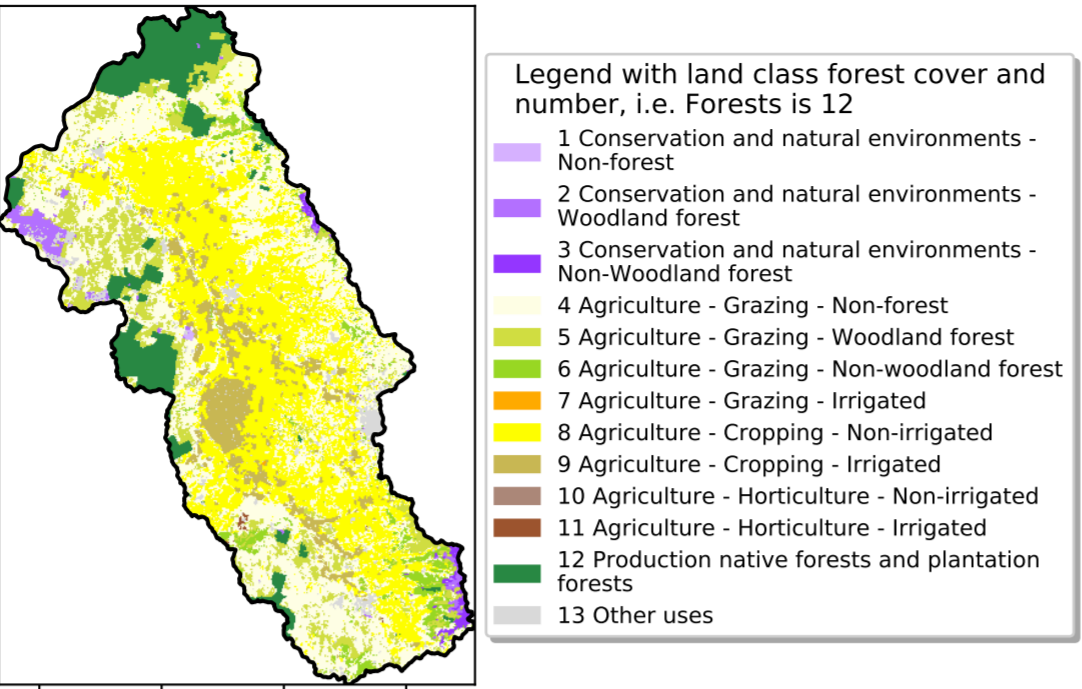 Legend with land class forest cover and
number, i.e. Forests is 12
1 Conservation and natural environments -
Non-forest
2 Conservation and natural environments -
Woodland forest
3 Conservation and natural environments -
Non-Woodland forest
4 Agriculture - Grazing - Non-forest
5 Agriculture - Grazing - Woodland forest
6 Agriculture - Grazing - Non-woodland forest
7 Agriculture - Grazing - Irrigated
8 Agriculture - Cropping - Non-irrigated
9 Agriculture - Cropping - Irrigated
10 Agriculture - Horticulture - Non-irrigated
11 Agriculture - Horticulture - Irrigated
12 Production native forests and plantation
forests
13 Other uses